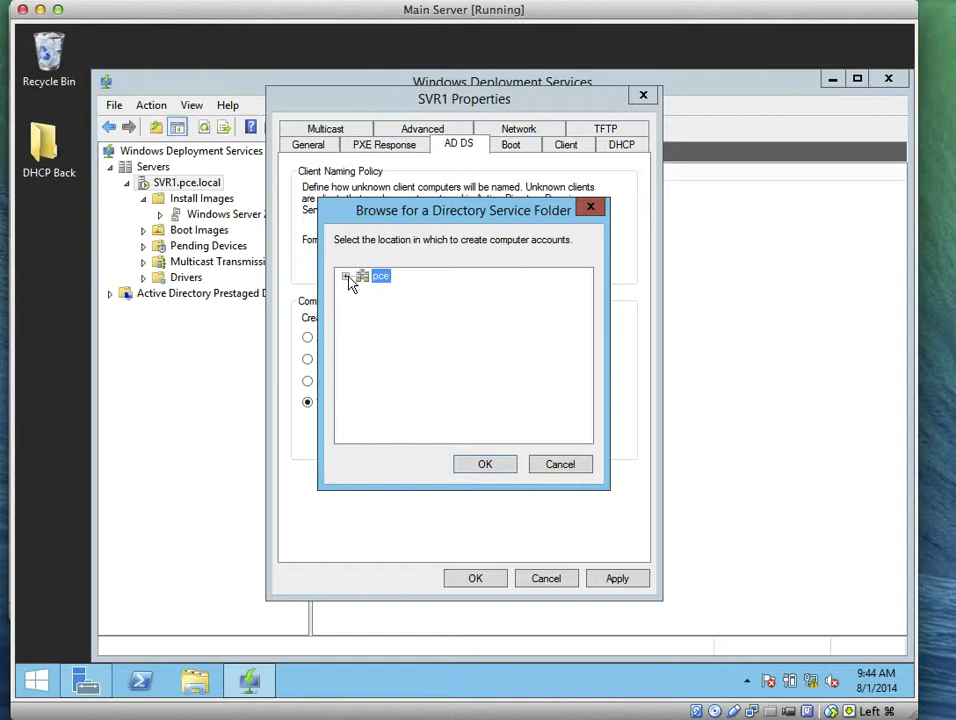 Main Server [Running]
Recycle Bin
DHCP Back
Windows Deployment Services
File Action View Help
Windows Deployment Services
Servers
SVR1.pce.local
Install Images
Windows Server
Boot Images
Pending Devices
Multicast Transmissi
Drivers
Active Directory Prestaged D
SVR1 Properties
Multicast Advanced Network TFTP
General PXE Response AD DS Boot Client DHCP
Client Naming Policy
Define how unknown client computers will be named. Unknown clients
Browse for a Directory Service Folder
Select the location in which to create computer accounts.
pce
OK Cancel
OK Cancel Apply
9:44 AM
8/1/2014
Left ⌘